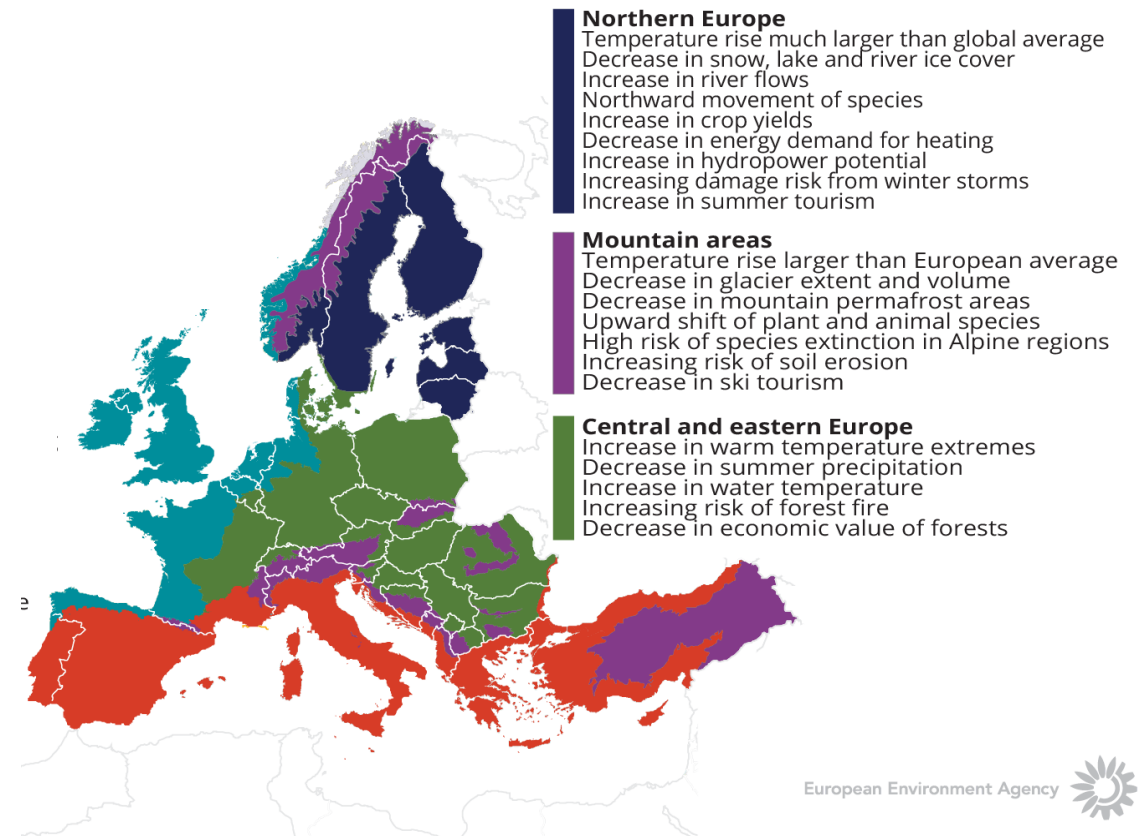 Northern Europe
Temperature rise much larger than global average
Decrease in snow, lake and river ice cover
Increase in river flows
Northward movement of species
Increase in crop yields
Decrease in energy demand for heating
Increase in hydropower potential
Increasing damage risk from winter storms
Increase in summer tourism
Mountain areas
Temperature rise larger than European average
Decrease in glacier extent and volume
Decrease in mountain permafrost areas
Upward shift of plant and animal species
High risk of species extinction in Alpine regions
Increasing risk of soil erosion
Decrease in ski tourism
Central and eastern Europe
Increase in warm temperature extremes
Decrease in summer precipitation
Increase in water temperature
Increasing risk of forest fire
Decrease in economic value of forests
e
European Environment Agency